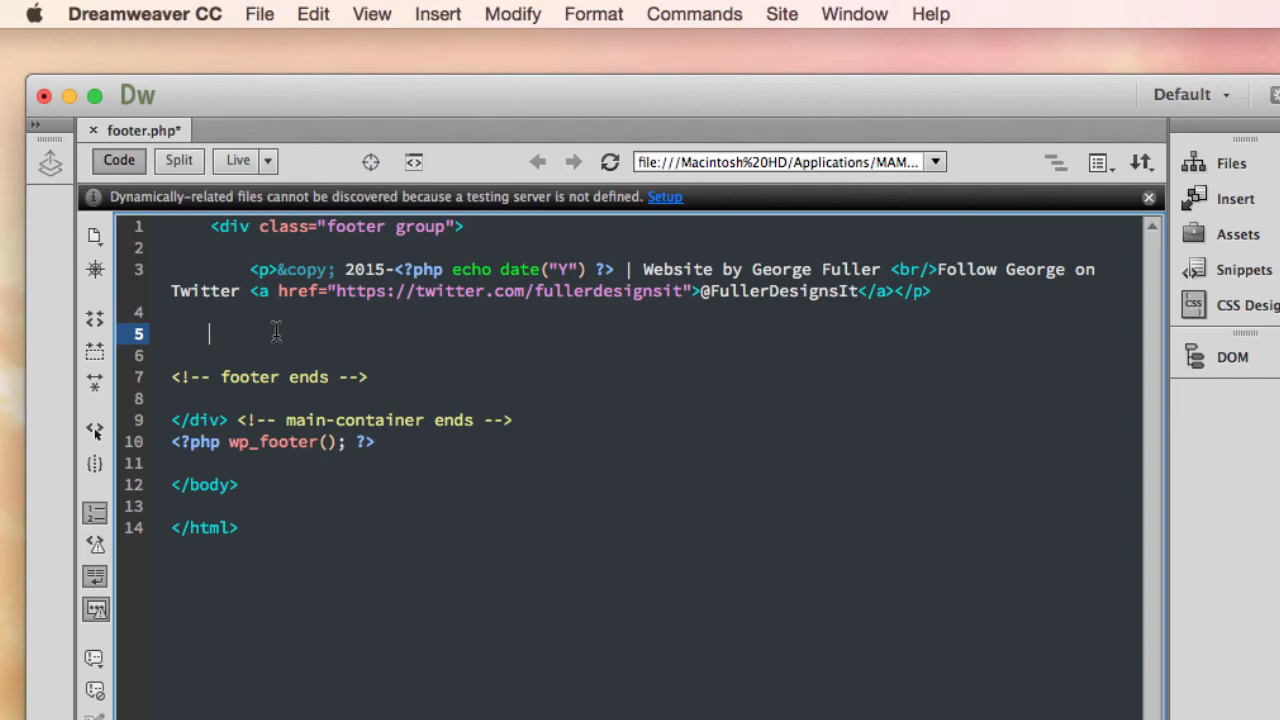 Dreamweaver CC File Edit View Insert Modify Format Commands Site Window Help
Dw
Default
footer.php*
Code Split Live
file:///Macintosh%20HD/Applications/MAM...
Files
Dynamically-related files cannot be discovered because a testing server is not defined. Setup
Insert
Assets
Snippets
CSS Desig
DOM
1 <div class="footer group">
2
3 <p>&copy; 2015-<?php echo date("Y") ?> | Website by George Fuller <br/>Follow George on
Twitter <a href="https://twitter.com/fullerdesignsit">@FullerDesignsIt</a></p>
4
5
6
7 <!-- footer ends -->
8
9 </div> <!-- main-container ends -->
10 <?php wp_footer(); ?>
11
12 </body>
13
14 </html>